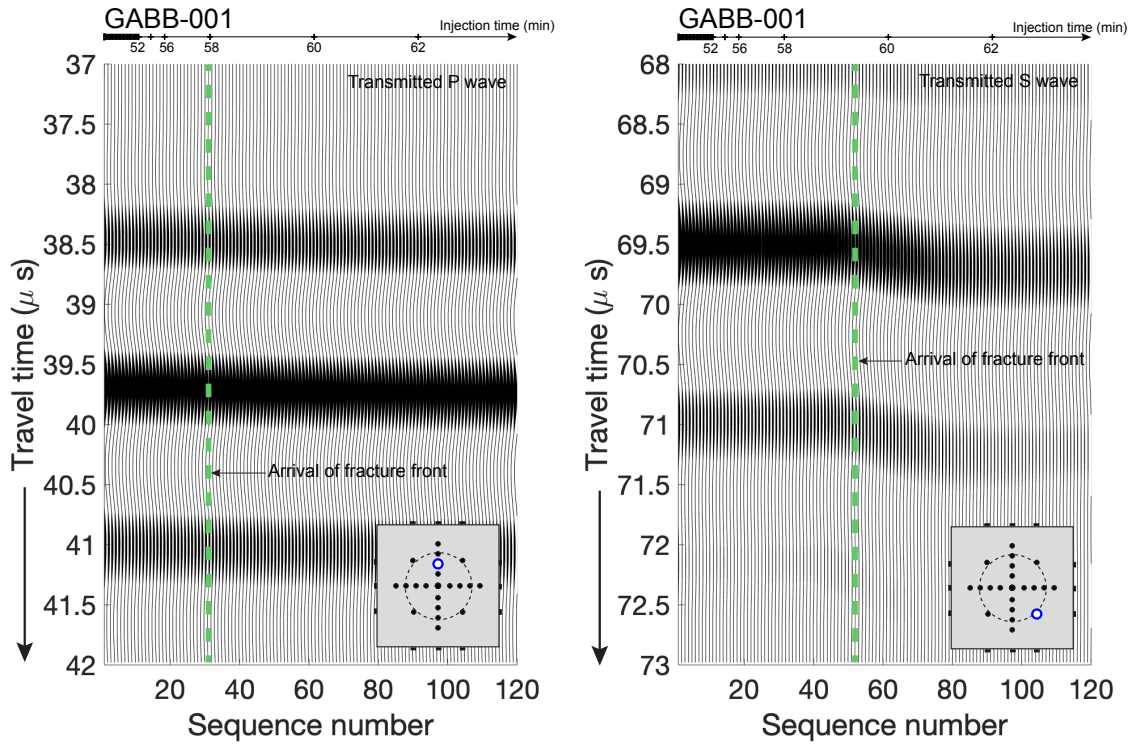 GABB-001
Injection time (min)
52 56 58 60 62
37
Transmitted P wave
37.5
38
38.5
39
39.5
40
Arrival of fracture front
40.5
41
41.5
42
Travel time (μ s)
20 40 60 80 100 120
Sequence number
GABB-001
Injection time (min)
52 56 58 60 62
68
Transmitted S wave
68.5
69
69.5
70
70.5
Arrival of fracture front
71
71.5
72
72.5
73
Travel time (μ s)
20 40 60 80 100 120
Sequence number